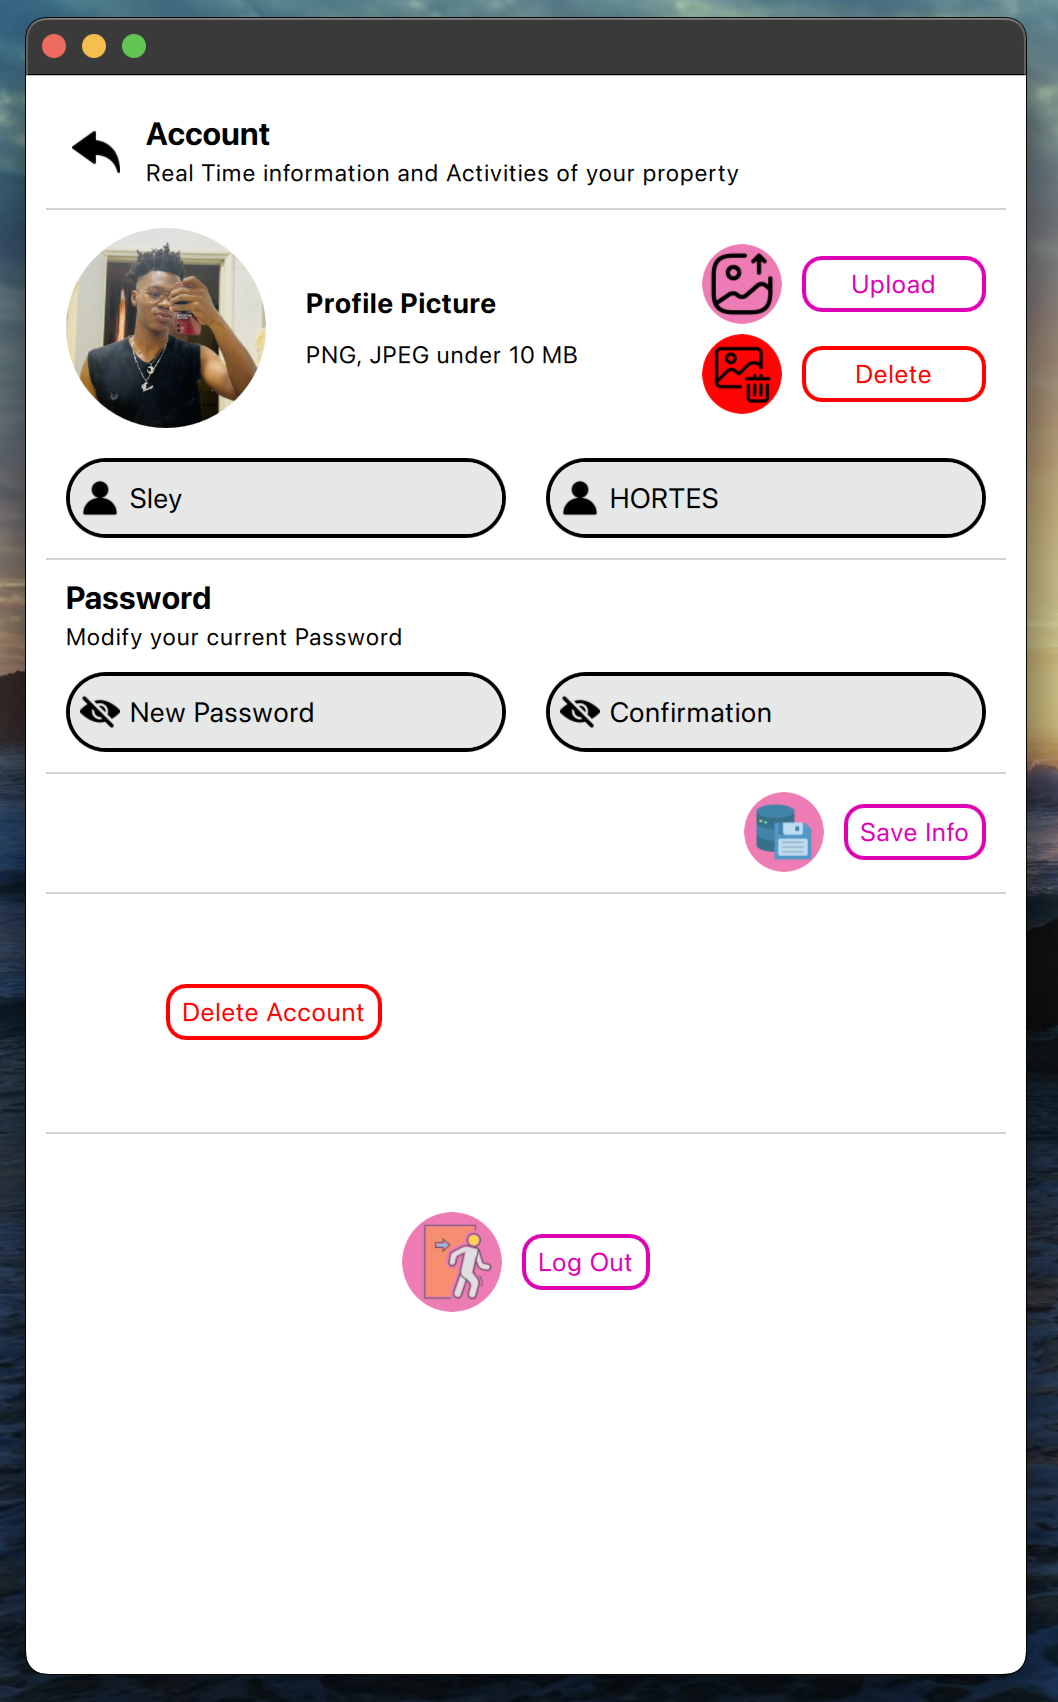 Account
Real Time information and Activities of your property
Profile Picture
PNG, JPEG under 10 MB
Upload
Delete
Sley
HORTES
Password
Modify your current Password
New Password
Confirmation
Save Info
Delete Account
Log Out